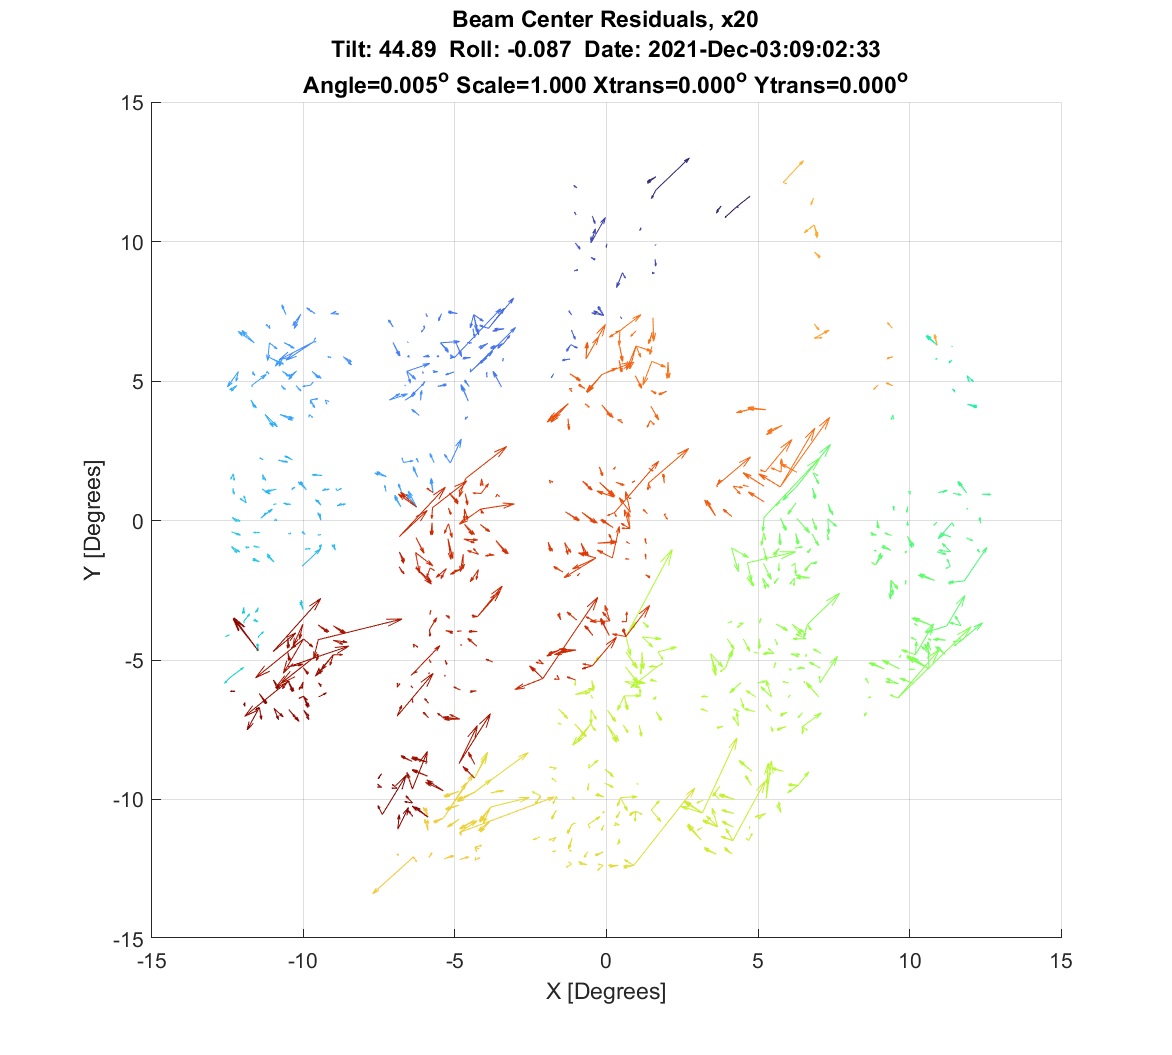 Beam Center Residuals, x20
Tilt: 44.89 Roll: -0.087 Date: 2021-Dec-03:09:02:33
Angle=0.005° Scale=1.000 Xtrans=0.000° Ytrans=0.000°
15
10
5
0
-5
-10
-15
Y [Degrees]
-15 -10 -5 0 5 10 15
X [Degrees]